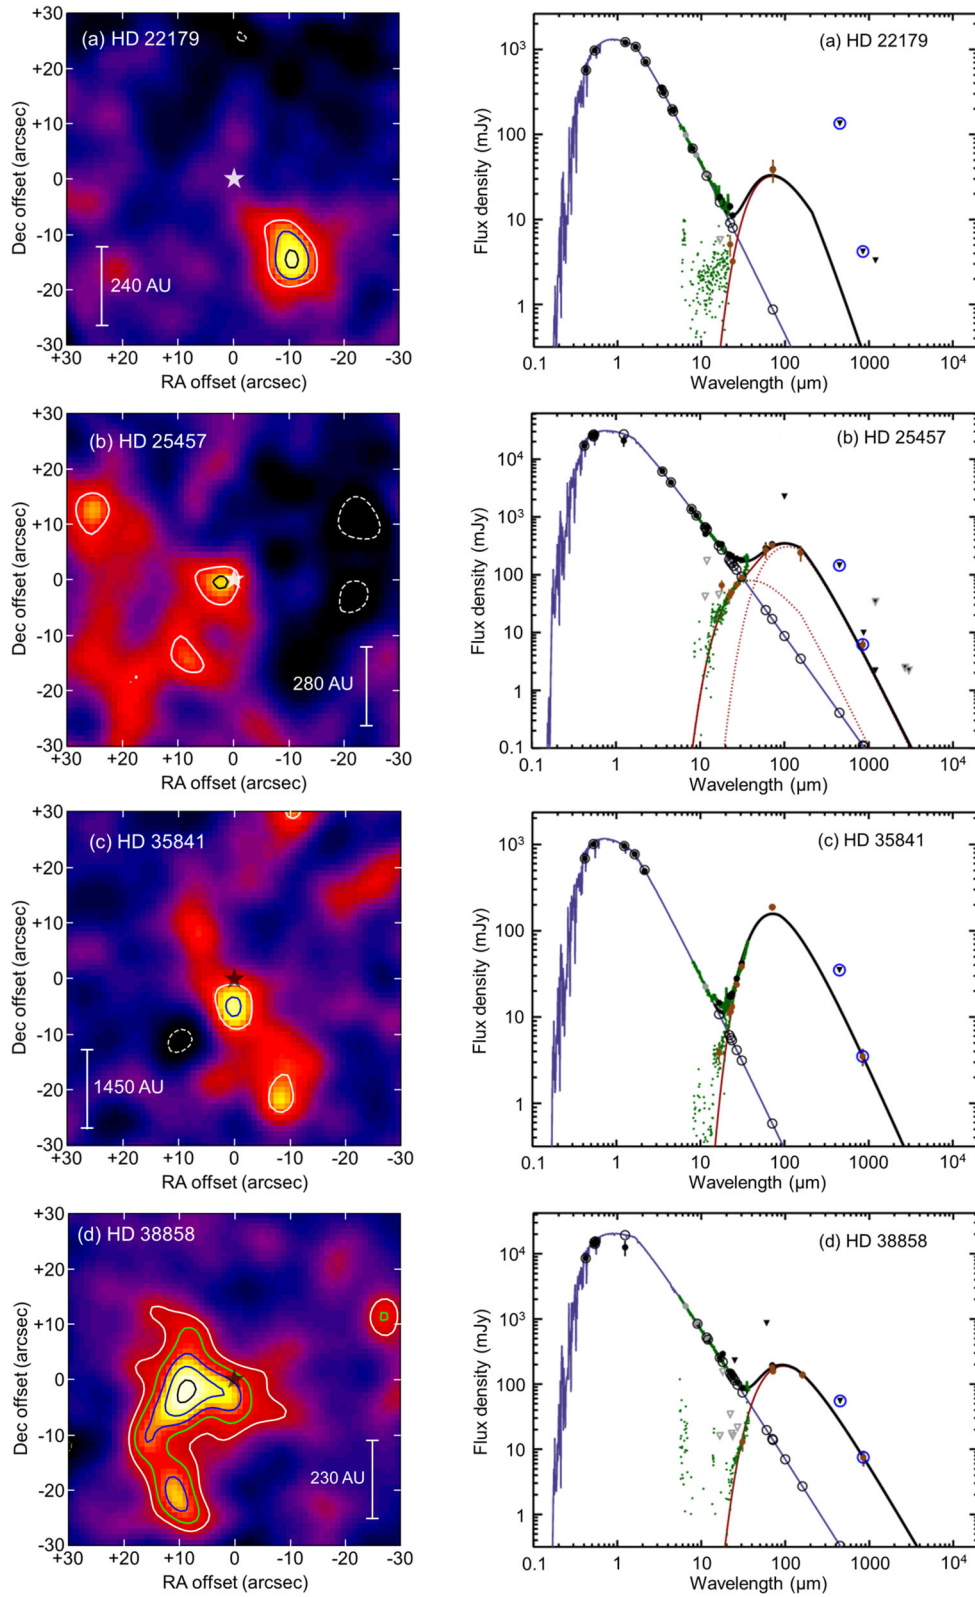 (a) HD 22179
+30
+20
+10
0
-10
-20
-30
Dec offset (arcsec)
240 AU
+30 +20 +10 0 -10 -20 -30
RA offset (arcsec)
(a) HD 22179
10³
100
10
1
Flux density (mJy)
0.1 1 10 100 1000 10⁴
Wavelength (µm)
(b) HD 25457
+30
+20
+10
0
-10
-20
-30
Dec offset (arcsec)
280 AU
+30 +20 +10 0 -10 -20 -30
RA offset (arcsec)
(b) HD 25457
10⁴
1000
100
10
1
0.1
Flux density (mJy)
0.1 1 10 100 1000 10⁴
Wavelength (µm)
(c) HD 35841
+30
+20
+10
0
-10
-20
-30
Dec offset (arcsec)
1450 AU
+30 +20 +10 0 -10 -20 -30
RA offset (arcsec)
(c) HD 35841
10³
100
10
1
Flux density (mJy)
0.1 1 10 100 1000 10⁴
Wavelength (µm)
(d) HD 38858
+30
+20
+10
0
-10
-20
-30
Dec offset (arcsec)
230 AU
+30 +20 +10 0 -10 -20 -30
RA offset (arcsec)
(d) HD 38858
10⁴
10³
100
10
1
Flux density (mJy)
0.1 1 10 100 1000 10⁴
Wavelength (µm)